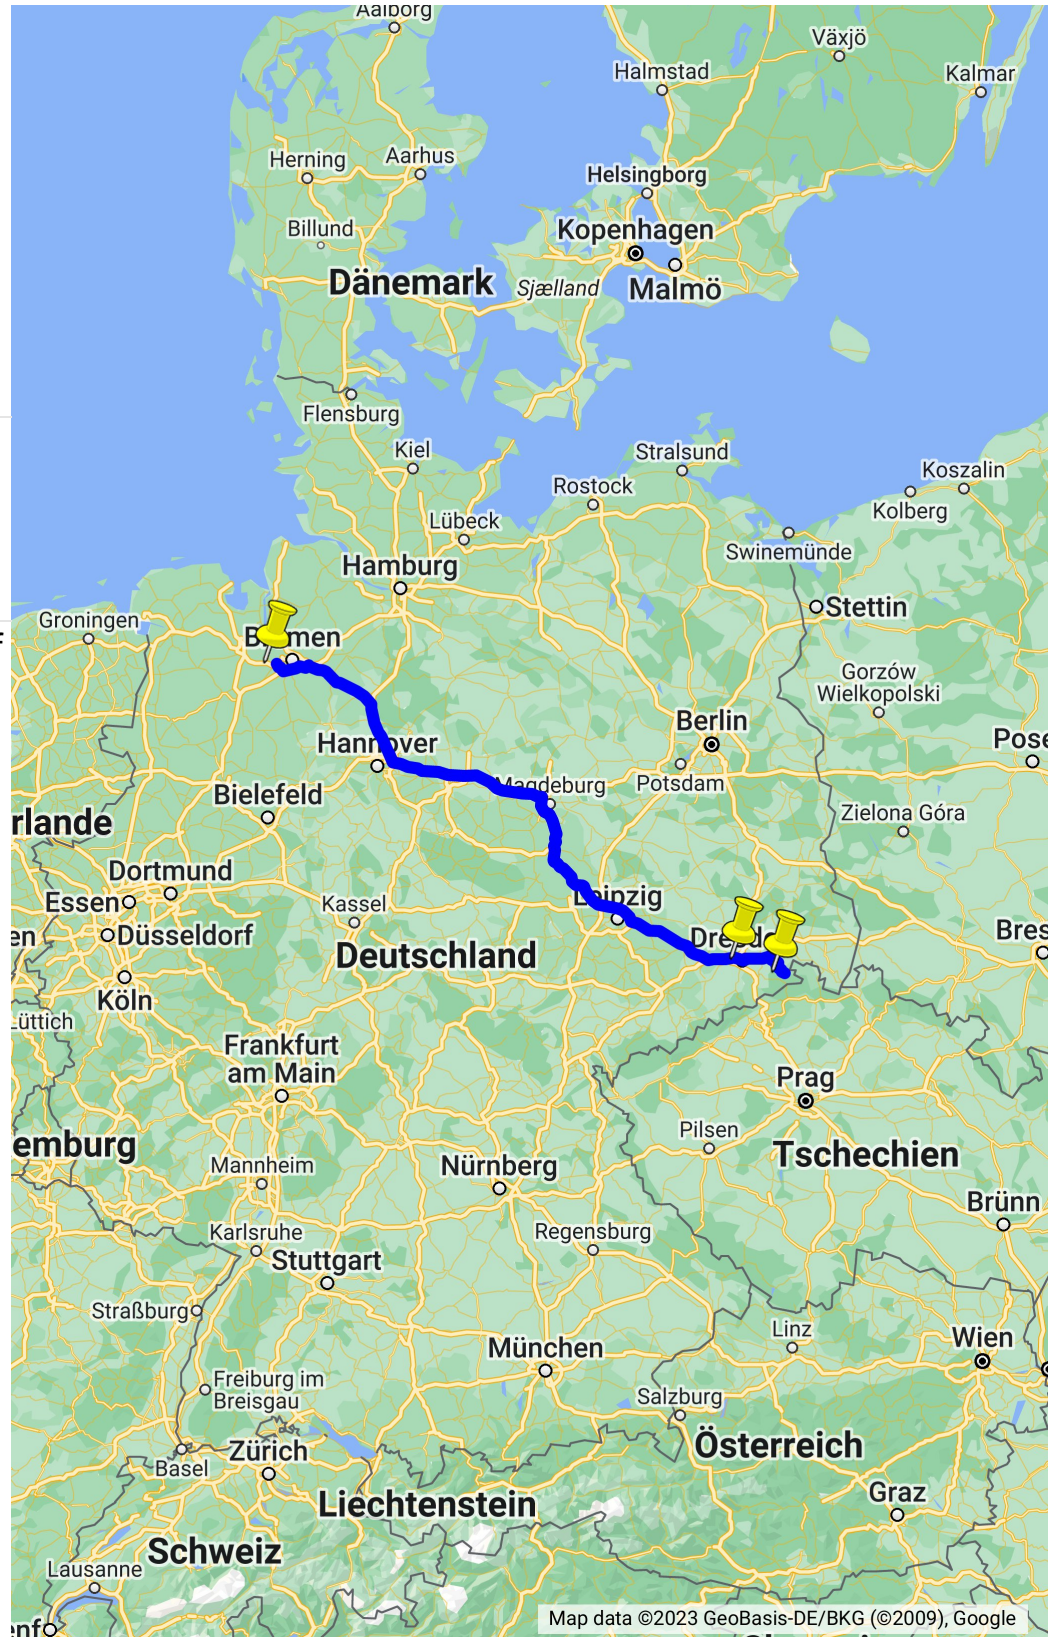 Aalborg
Växjö
Halmstad
Kalmar
Herning
Aarhus
Helsingborg
Billund
Kopenhagen
Dänemark
Sjælland
Malmö
Flensburg
Kiel
Stralsund
Koszalin
Rostock
Kolberg
Lübeck
Swinemünde
Hamburg
Stettin
Groningen
B men
Gorzów
Wielkopolski
Berlin
Hannover
Pose
Magdeburg
Potsdam
Bielefeld
Zielona Góra
rlande
Dortmund
Essen
Kassel
Leipzig
en
Düsseldorf
Dresd
Bres
Deutschland
Köln
Lüttich
Frankfurt
am Main
Prag
Pilsen
emburg
Tschechien
Mannheim
Nürnberg
Brünn
Karlsruhe
Regensburg
Stuttgart
Straßburg
Linz
Wien
München
Freiburg im
Breisgau
Salzburg
Österreich
Zürich
Basel
Graz
Liechtenstein
Schweiz
Lausanne
enf
Map data ©2023 GeoBasis-DE/BKG (©2009), Google